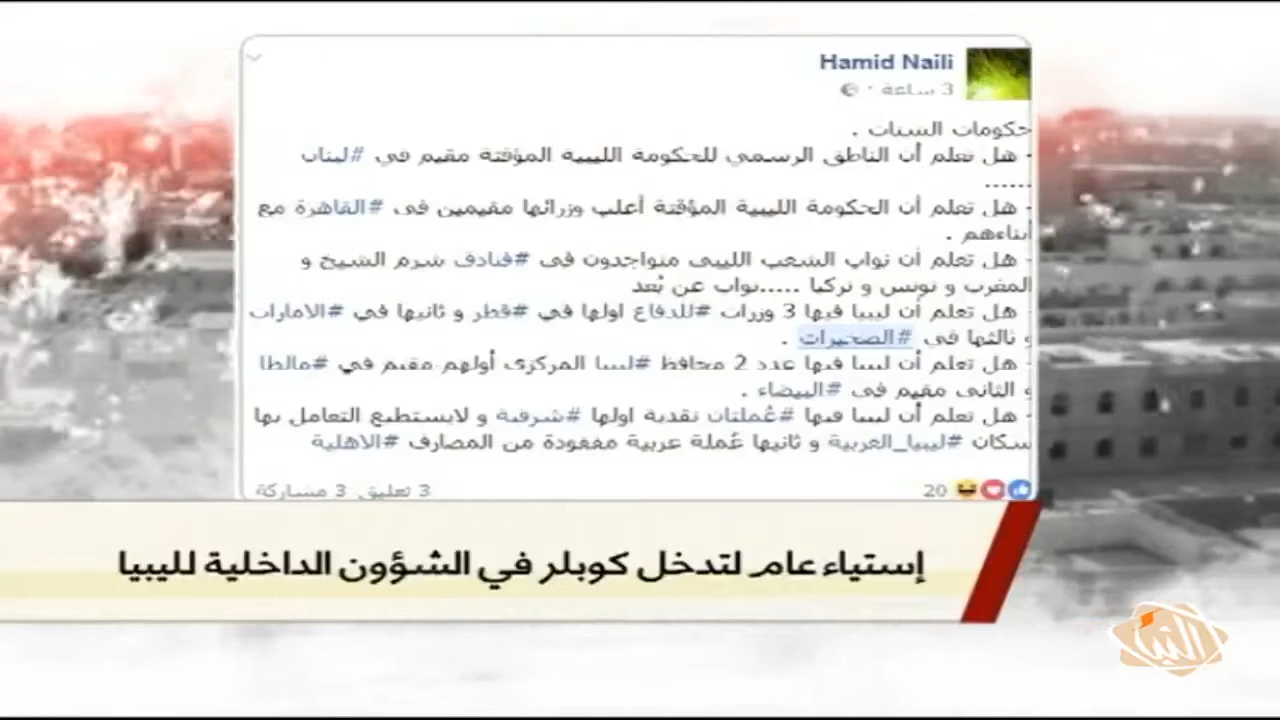 Hamid Naili
3 ساعة ·
حكومات الستات .
- هل تعلم أن الناطق الرسمي للحكومة الليبية المؤقتة مقيم في #لبنان
......
- هل تعلم أن الحكومة الليبية المؤقتة أغلب وزرائها مقيمين فى #القاهرة مع
أبناءهم .
- هل تعلم أن نواب الشعب الليبى متواجدون فى #فنادق شرم الشيخ و
المغرب و تونس و تركيا .....نواب عن بُعد
- هل تعلم أن ليبيا فيها 3 وزرات #للدفاع اولها في #قطر و ثانيها في #الامارات
و ثالثها في #الصخيرات .
- هل تعلم أن ليبيا فيها عدد 2 محافظ #ليبيا المركزى أولهم مقيم في #مالطا
و الثانى مقيم فى #البيضاء .
- هل تعلم أن ليبيا فيها #عُملتان نقدية اولها #شرقية و لايستطيع التعامل بها
سكان #ليبيا_الغربية و ثانيها عُملة عربية مفقودة من المصارف #الاهلية
20
3 تعليق 3 مشاركة
إستياء عام لتدخل كوبلر في الشؤون الداخلية لليبيا
النبأ